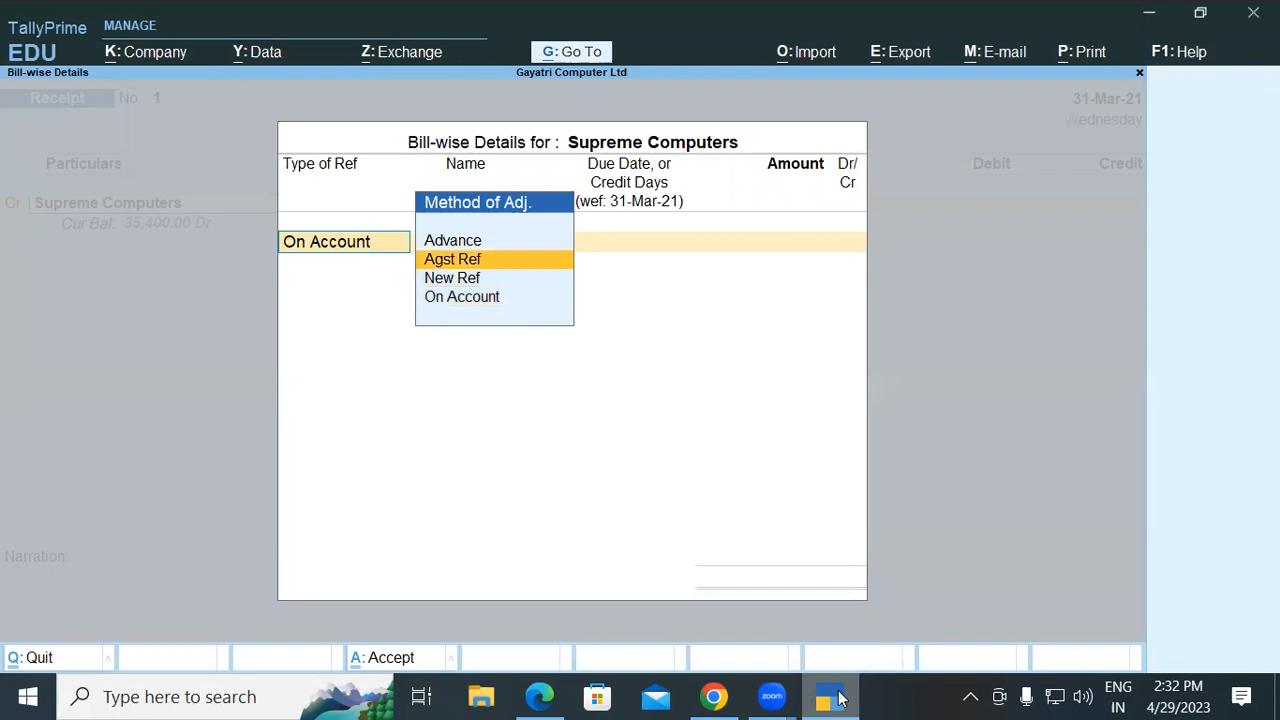 TallyPrime MANAGE
EDU K: Company Y: Data Z: Exchange G: Go To O: Import E: Export M: E-mail P: Print F1: Help
Bill-wise Details Gayatri Computer Ltd ×
Receipt No. 1 31-Mar-21
Wednesday
Particulars Debit Credit
Cr Supreme Computers
Cur Bal: 35,400.00 Dr
Bill-wise Details for : Supreme Computers
Type of Ref Name Due Date, or Amount Dr/
Credit Days Cr
(wef: 31-Mar-21)
Method of Adj.
On Account
Advance
Agst Ref
New Ref
On Account
Narration:
Q: Quit A: Accept
Type here to search zoom ENG 2:32 PM
IN 4/29/2023